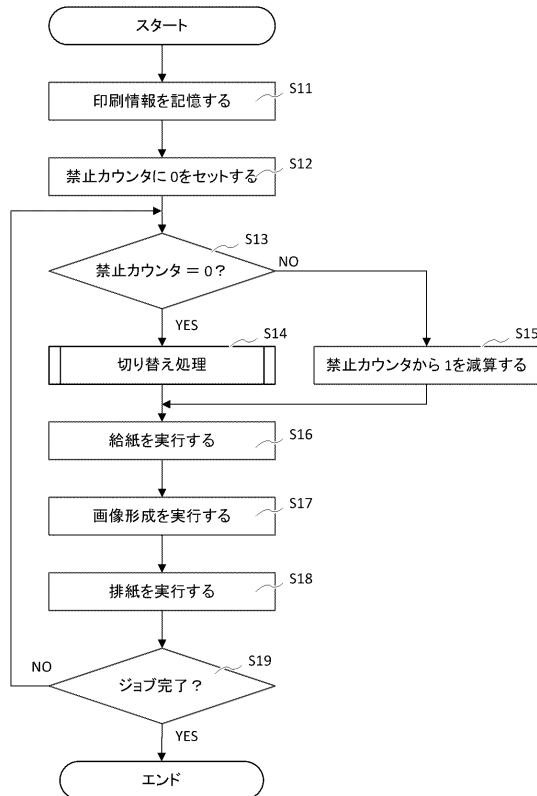 スタート
印刷情報を記憶する
S11
禁止カウンタに0をセットする
S12
禁止カウンタ = 0?
S13
NO
YES
切り替え処理
S14
禁止カウンタから1を減算する
S15
給紙を実行する
S16
画像形成を実行する
S17
排紙を実行する
S18
ジョブ完了?
S19
NO
YES
エンド